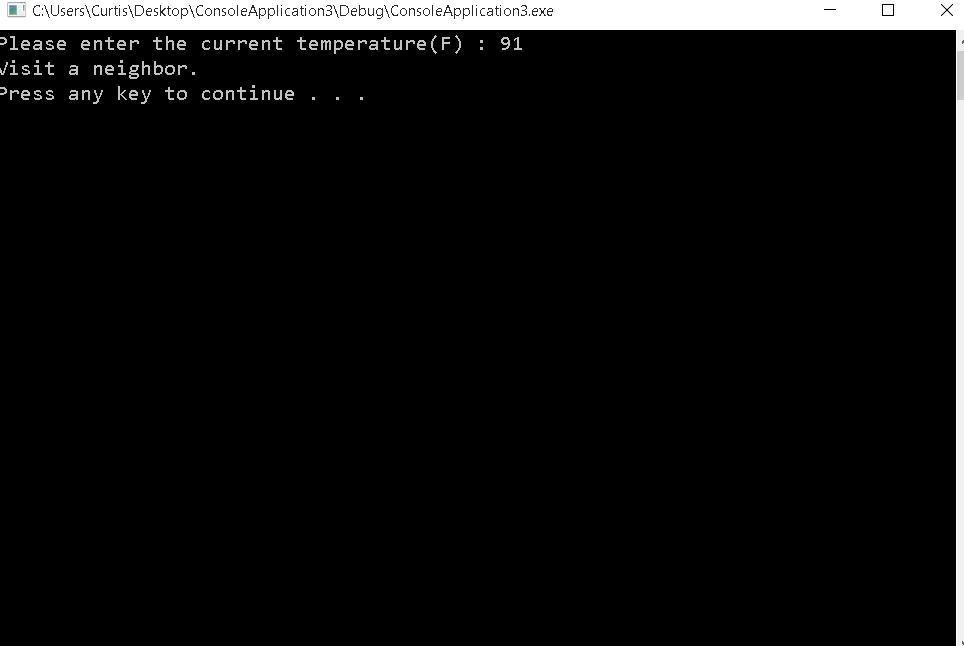 C:\Users\Curtis\Desktop\ConsoleApplication3\Debug\ConsoleApplication3.exe
Please enter the current temperature(F) : 91
Visit a neighbor.
Press any key to continue . . .